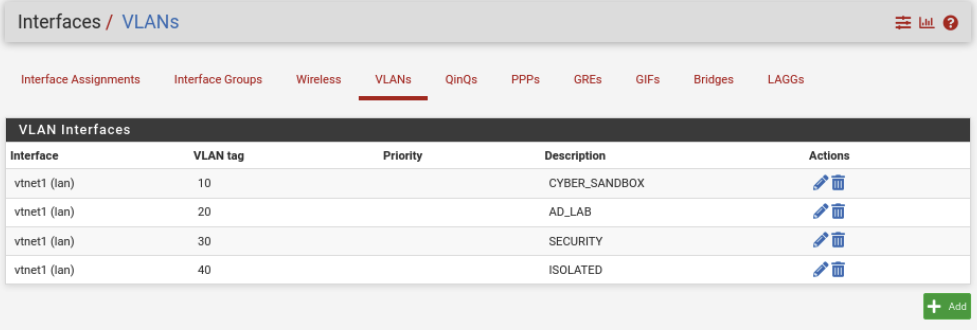 Interfaces / VLANs
Interface Assignments Interface Groups Wireless VLANs QinQs PPPs GREs GIFs Bridges LAGGs
VLAN Interfaces
Interface VLAN tag Priority Description Actions
vtnet1 (lan) 10 CYBER_SANDBOX
vtnet1 (lan) 20 AD_LAB
vtnet1 (lan) 30 SECURITY
vtnet1 (lan) 40 ISOLATED
Add